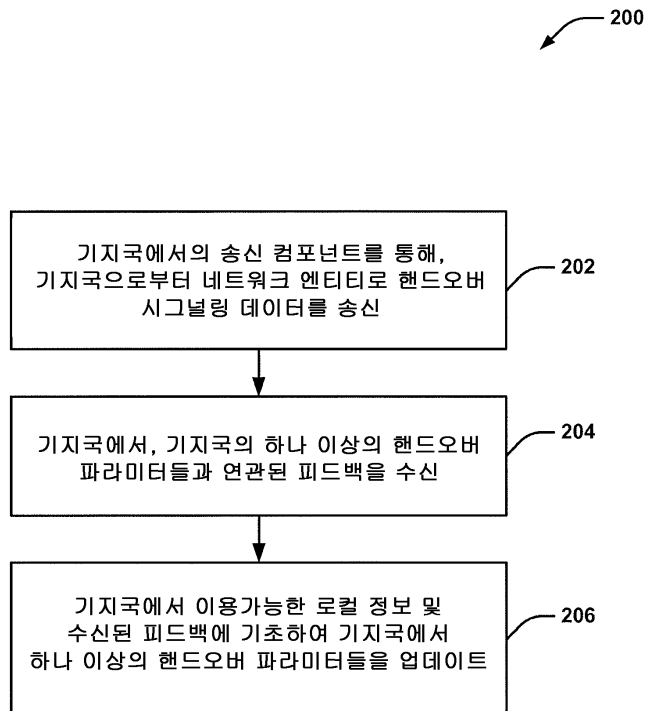 200
기지국에서의 송신 컴포넌트를 통해,
기지국으로부터 네트워크 엔티티로 핸드오버
시그널링 데이터를 송신
202
기지국에서, 기지국의 하나 이상의 핸드오버
파라미터들과 연관된 피드백을 수신
204
기지국에서 이용가능한 로컬 정보 및
수신된 피드백에 기초하여 기지국에서
하나 이상의 핸드오버 파라미터들을 업데이트
206